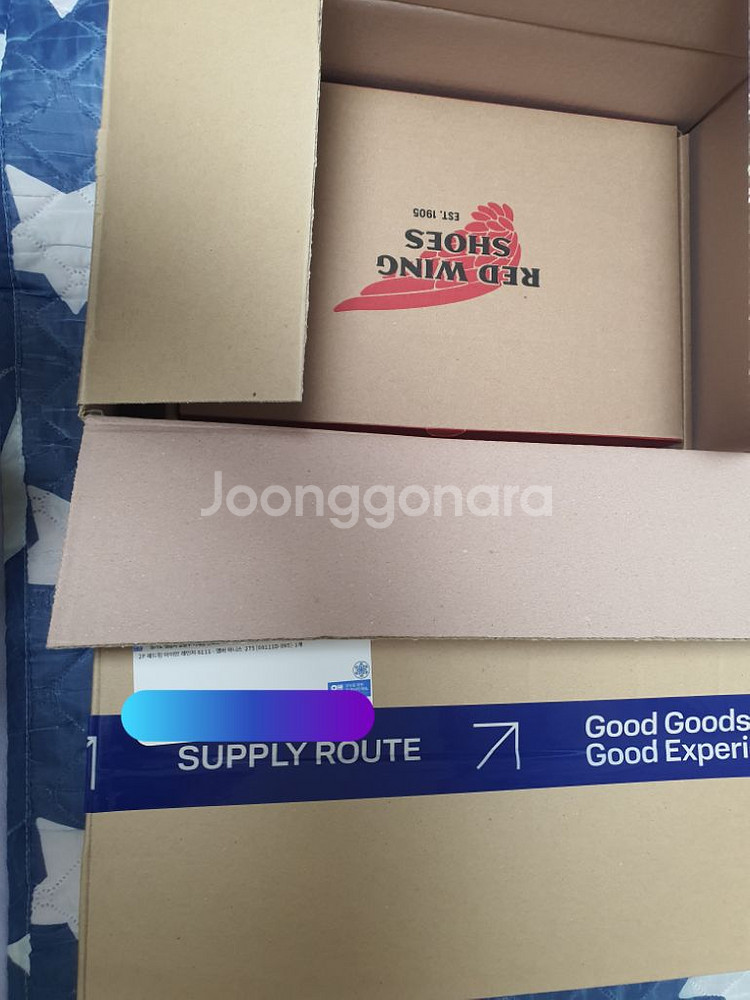 EST. 1905
RED WING
SHOES
Joonggonara
SUPPLY ROUTE
Good Goods
Good Experi